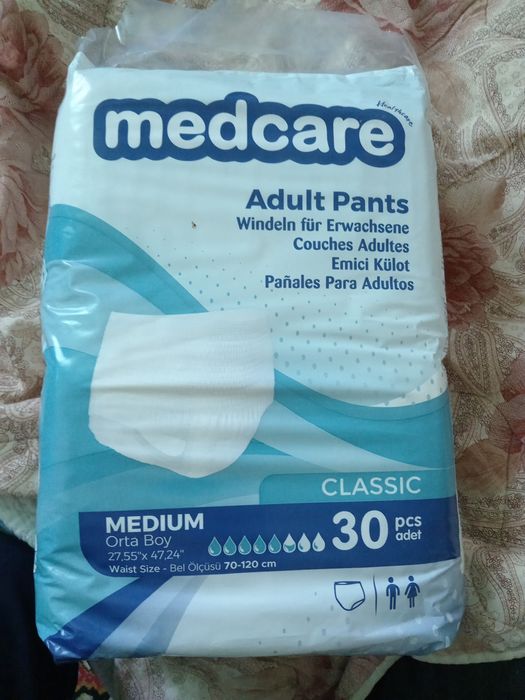 Healthcare
medcare
Adult Pants
Windeln für Erwachsene
Couches Adultes
Emici Külot
Pañales Para Adultos
CLASSIC
MEDIUM
Orta Boy
27.55"x 47,24"
Waist Size - Bel Ölçüsü 70-120 cm
30 pcs
adet